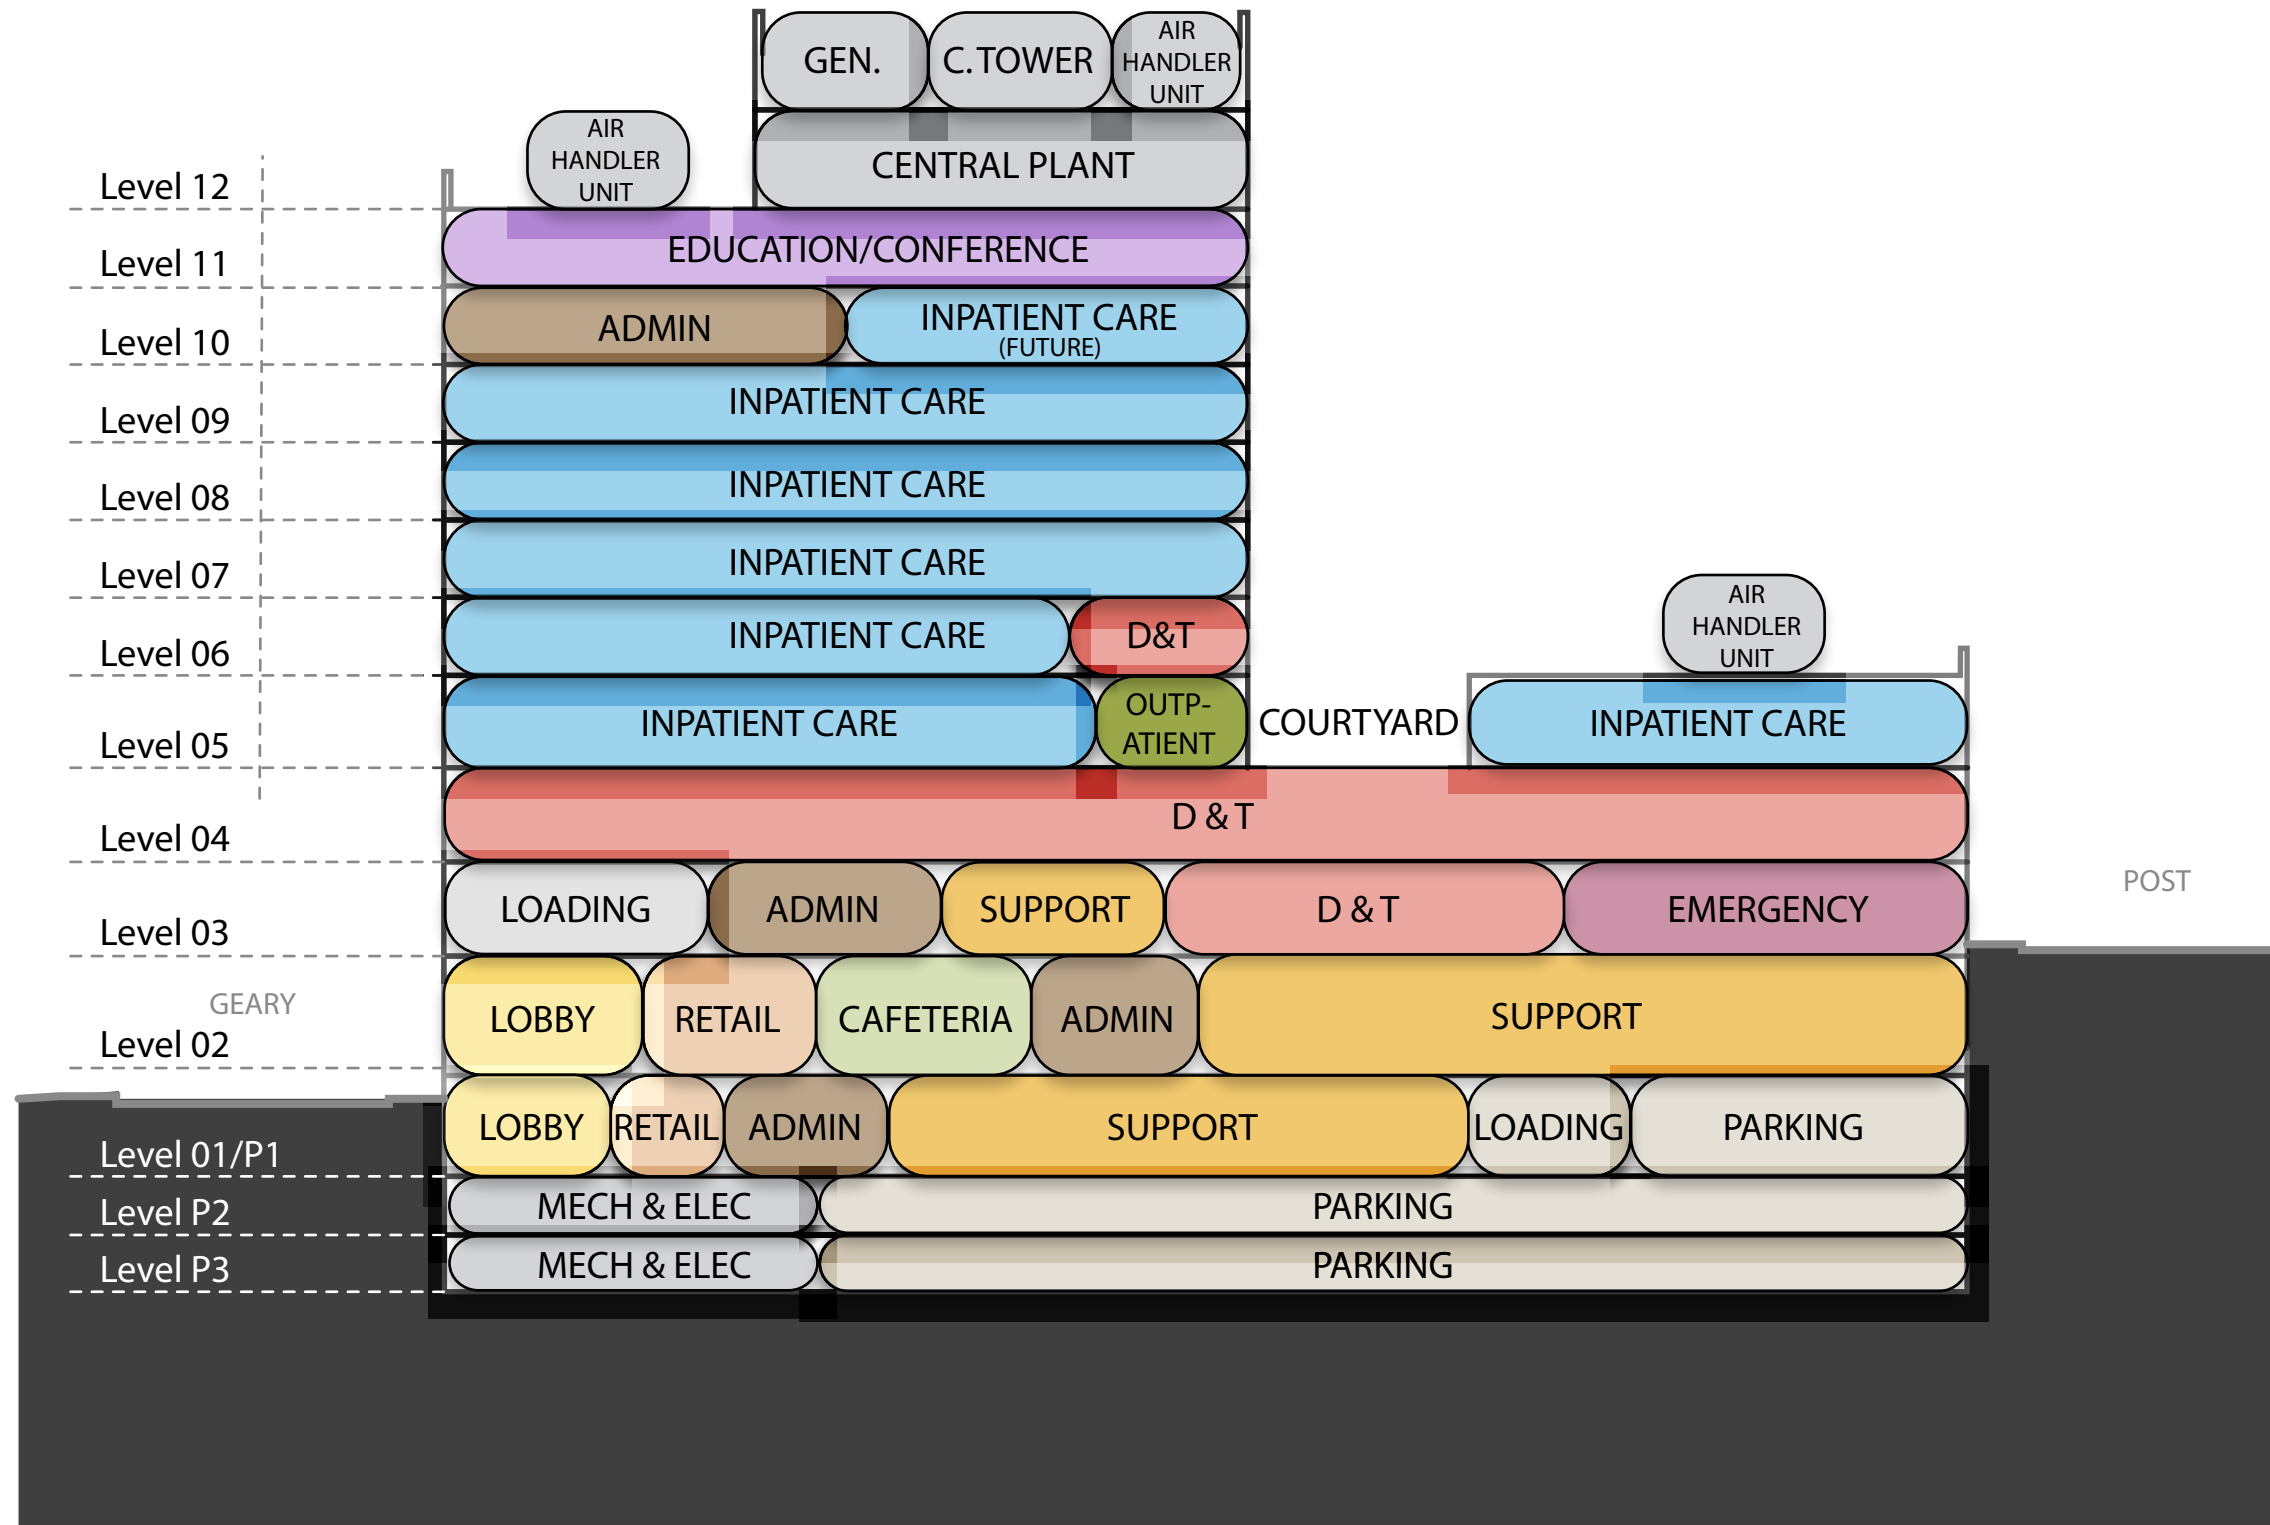 GEN.
C. TOWER
AIR
HANDLER
UNIT
AIR
HANDLER
UNIT
CENTRAL PLANT
Level 12
EDUCATION/CONFERENCE
Level 11
ADMIN
INPATIENT CARE
(FUTURE)
Level 10
INPATIENT CARE
Level 09
INPATIENT CARE
Level 08
INPATIENT CARE
Level 07
AIR
HANDLER
UNIT
INPATIENT CARE
D&T
Level 06
INPATIENT CARE
OUTP-
ATIENT
COURTYARD
INPATIENT CARE
Level 05
D & T
Level 04
LOADING
ADMIN
SUPPORT
D & T
EMERGENCY
POST
Level 03
GEARY
LOBBY
RETAIL
CAFETERIA
ADMIN
SUPPORT
Level 02
LOBBY
RETAIL
ADMIN
SUPPORT
LOADING
PARKING
Level 01/P1
MECH & ELEC
PARKING
Level P2
MECH & ELEC
PARKING
Level P3